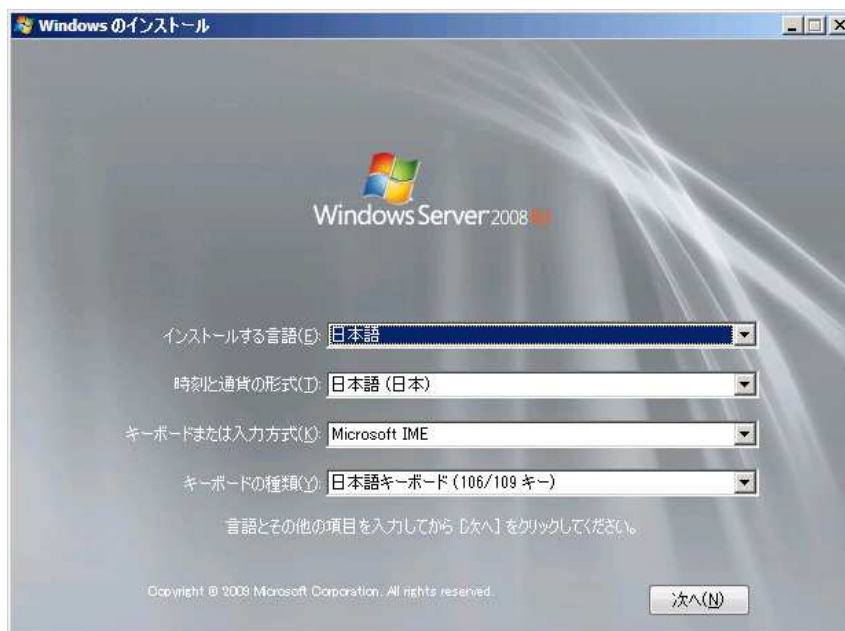 Windows のインストール
Windows Server 2008 R2
インストールする言語(E): 日本語
時刻と通貨の形式(T): 日本語 (日本)
キーボードまたは入力方式(K): Microsoft IME
キーボードの種類(Y): 日本語キーボード (106/109 キー)
言語とその他の項目を入力してから [次へ] をクリックしてください。
Copyright © 2009 Microsoft Corporation. All rights reserved.
次へ(N)